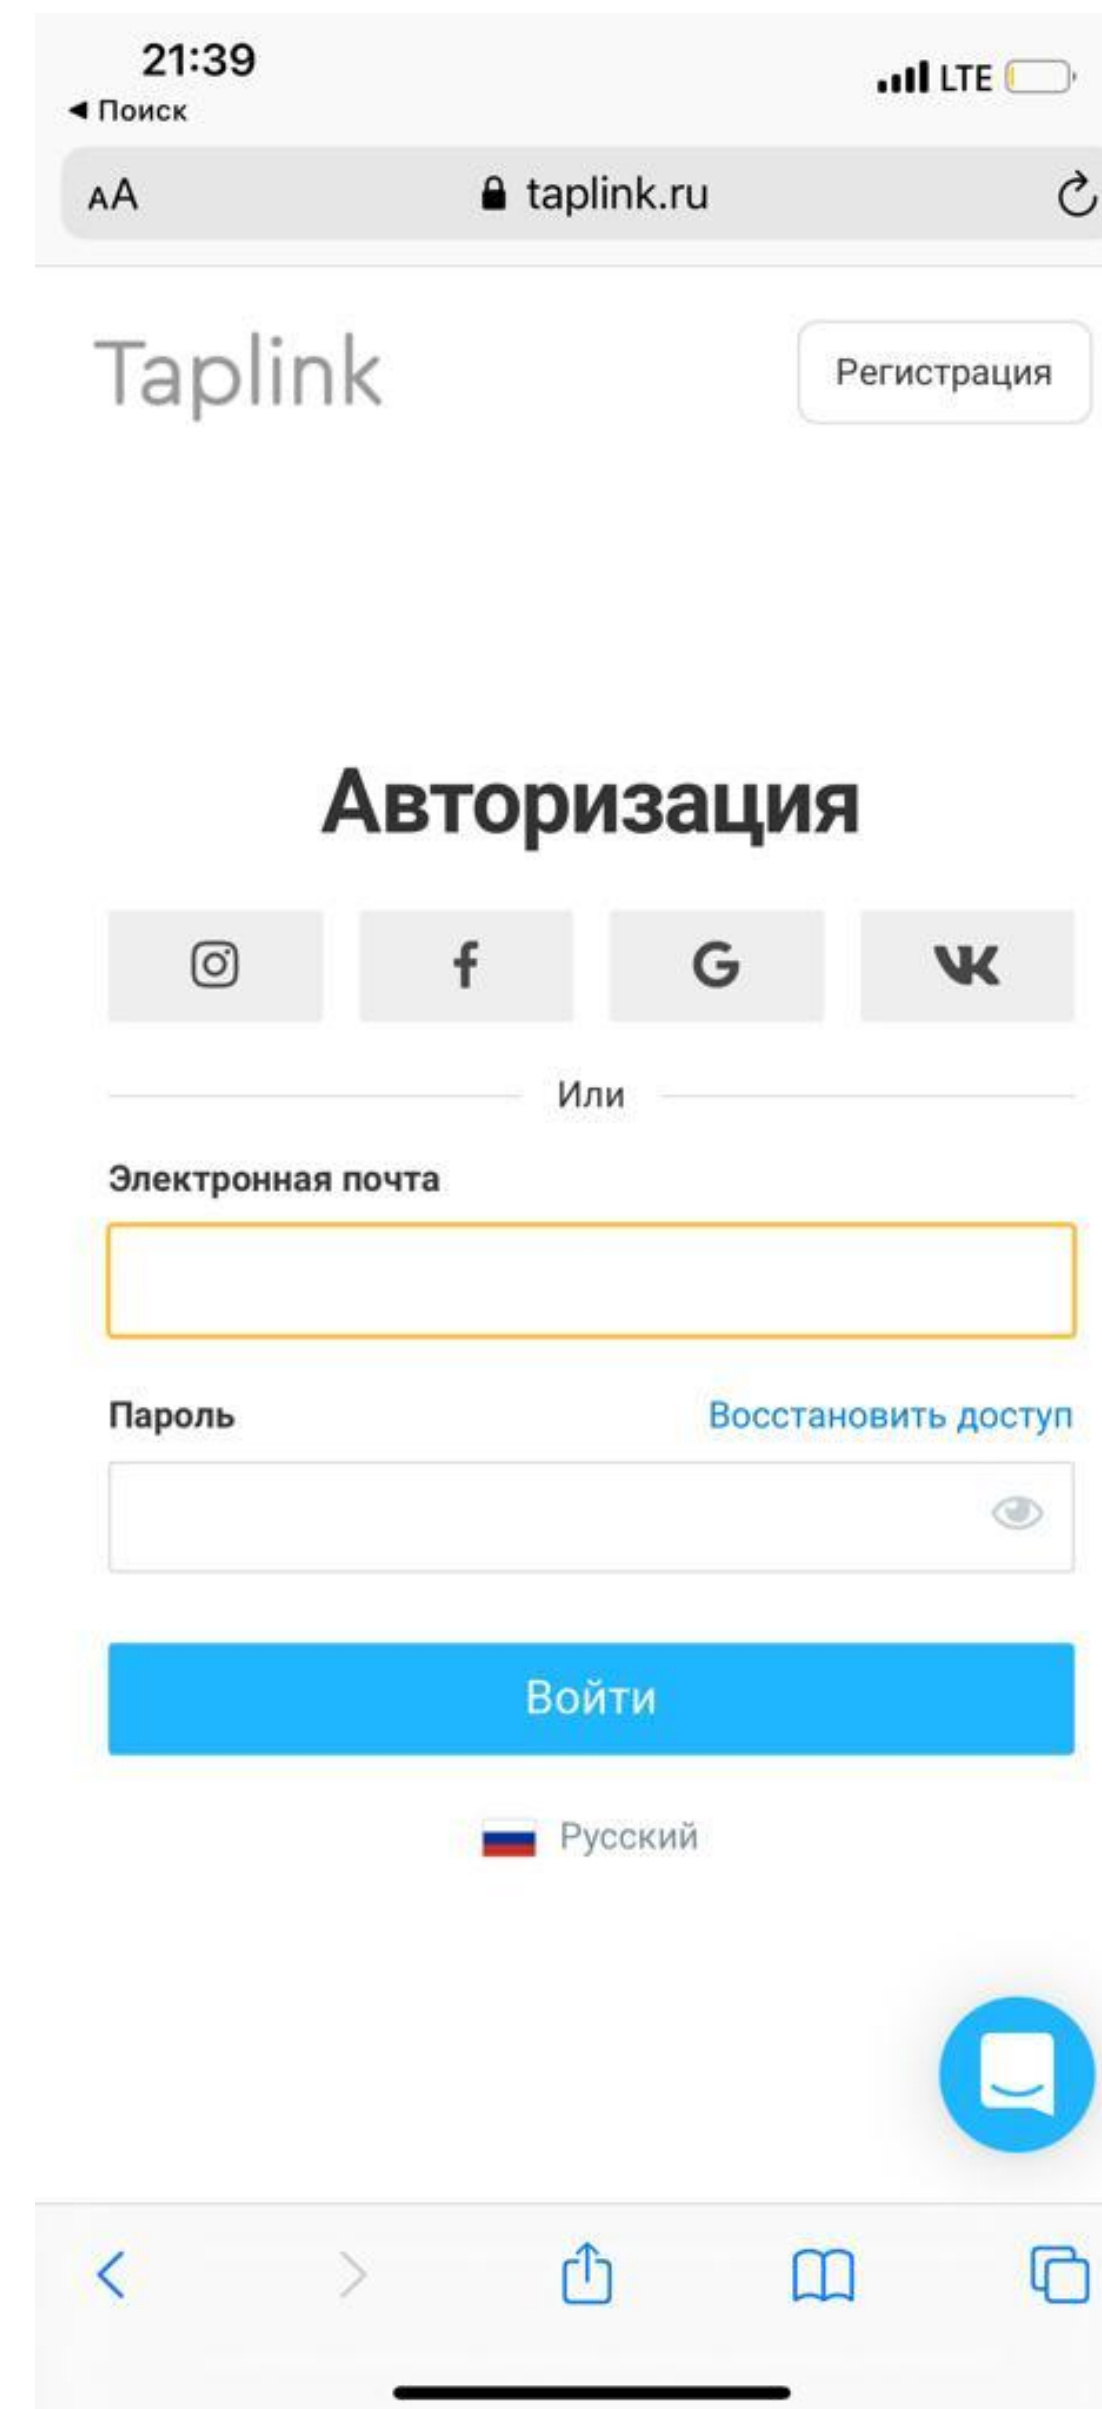 21:39
LTE
◀ Поиск
AA
taplink.ru
Taplink
Регистрация
Авторизация
Или
Электронная почта
Пароль
Восстановить доступ
Войти
Русский